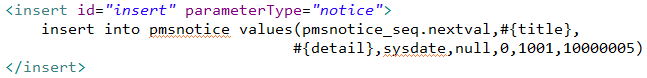 <insert id="insert" parameterType="notice">
insert into pmsnotice values(pmsnotice_seq.nextval,#{title},
#{detail},sysdate,null,0,1001,10000005)
</insert>